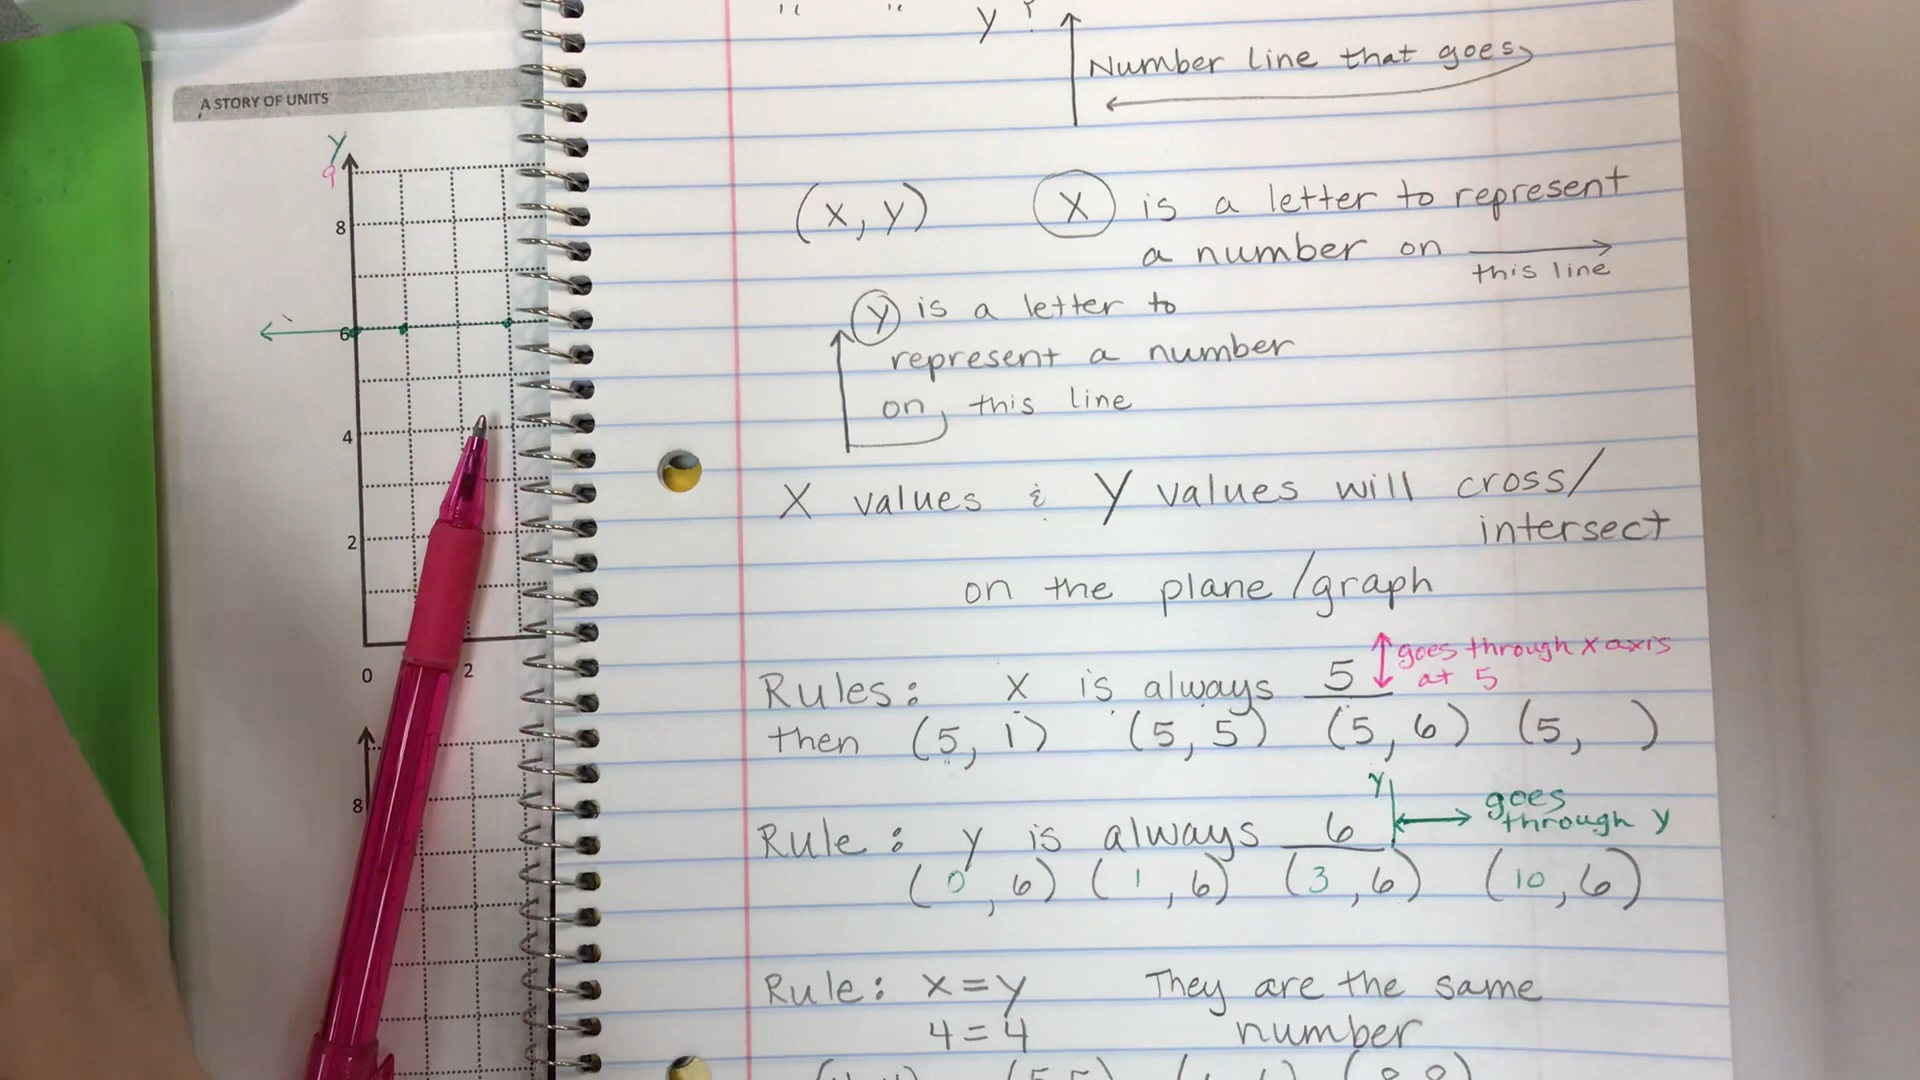 y
Number line that goes
A STORY OF UNITS
y
9
8
6
4
2
0
2
8
(x, y) X is a letter to represent
a number on
this line
y is a letter to
represent a number
on this line
X values & Y values will cross/
intersect
on the plane/graph
Rules: x is always 5 goes through x axis
at 5
then (5, 1) (5, 5) (5, 6) (5, )
Rule: y is always 6 y goes
through y
(0, 6) (1, 6) (3, 6) (10, 6)
Rule: x = y They are the same
4 = 4 number